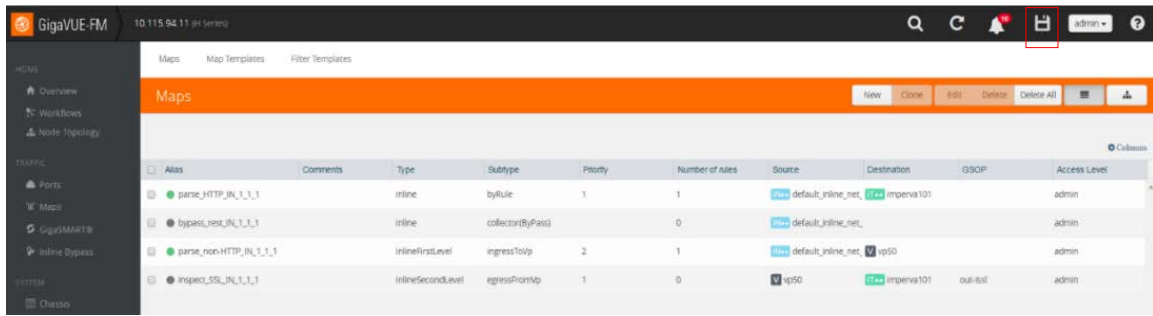 GigaVUE-FM 10.115.94.11 (H Series) 16 admin
Maps Map Templates Filter Templates
HOME
Overview
Workflows
Node Topology
TRAFFIC
Ports
Maps
GigaSMART®
Inline Bypass
SYSTEM
Chassis
Maps New Clone Edit Delete Delete All
Columns
Alias Comments Type Subtype Priority Number of rules Source Destination GSOP Access Level
parse_HTTP_IN_1_1_1 inline byRule 1 1 default_inline_net_ imperva101 admin
bypass_rest_IN_1_1_1 inline collector(ByPass) 0 default_inline_net_ admin
parse_non-HTTP_IN_1_1_1 inlineFirstLevel ingressToVp 2 1 default_inline_net_ V vp50 admin
inspect_SSL_IN_1_1_1 inlineSecondLevel egressFromVp 1 0 V vp50 imperva101 out-issl admin